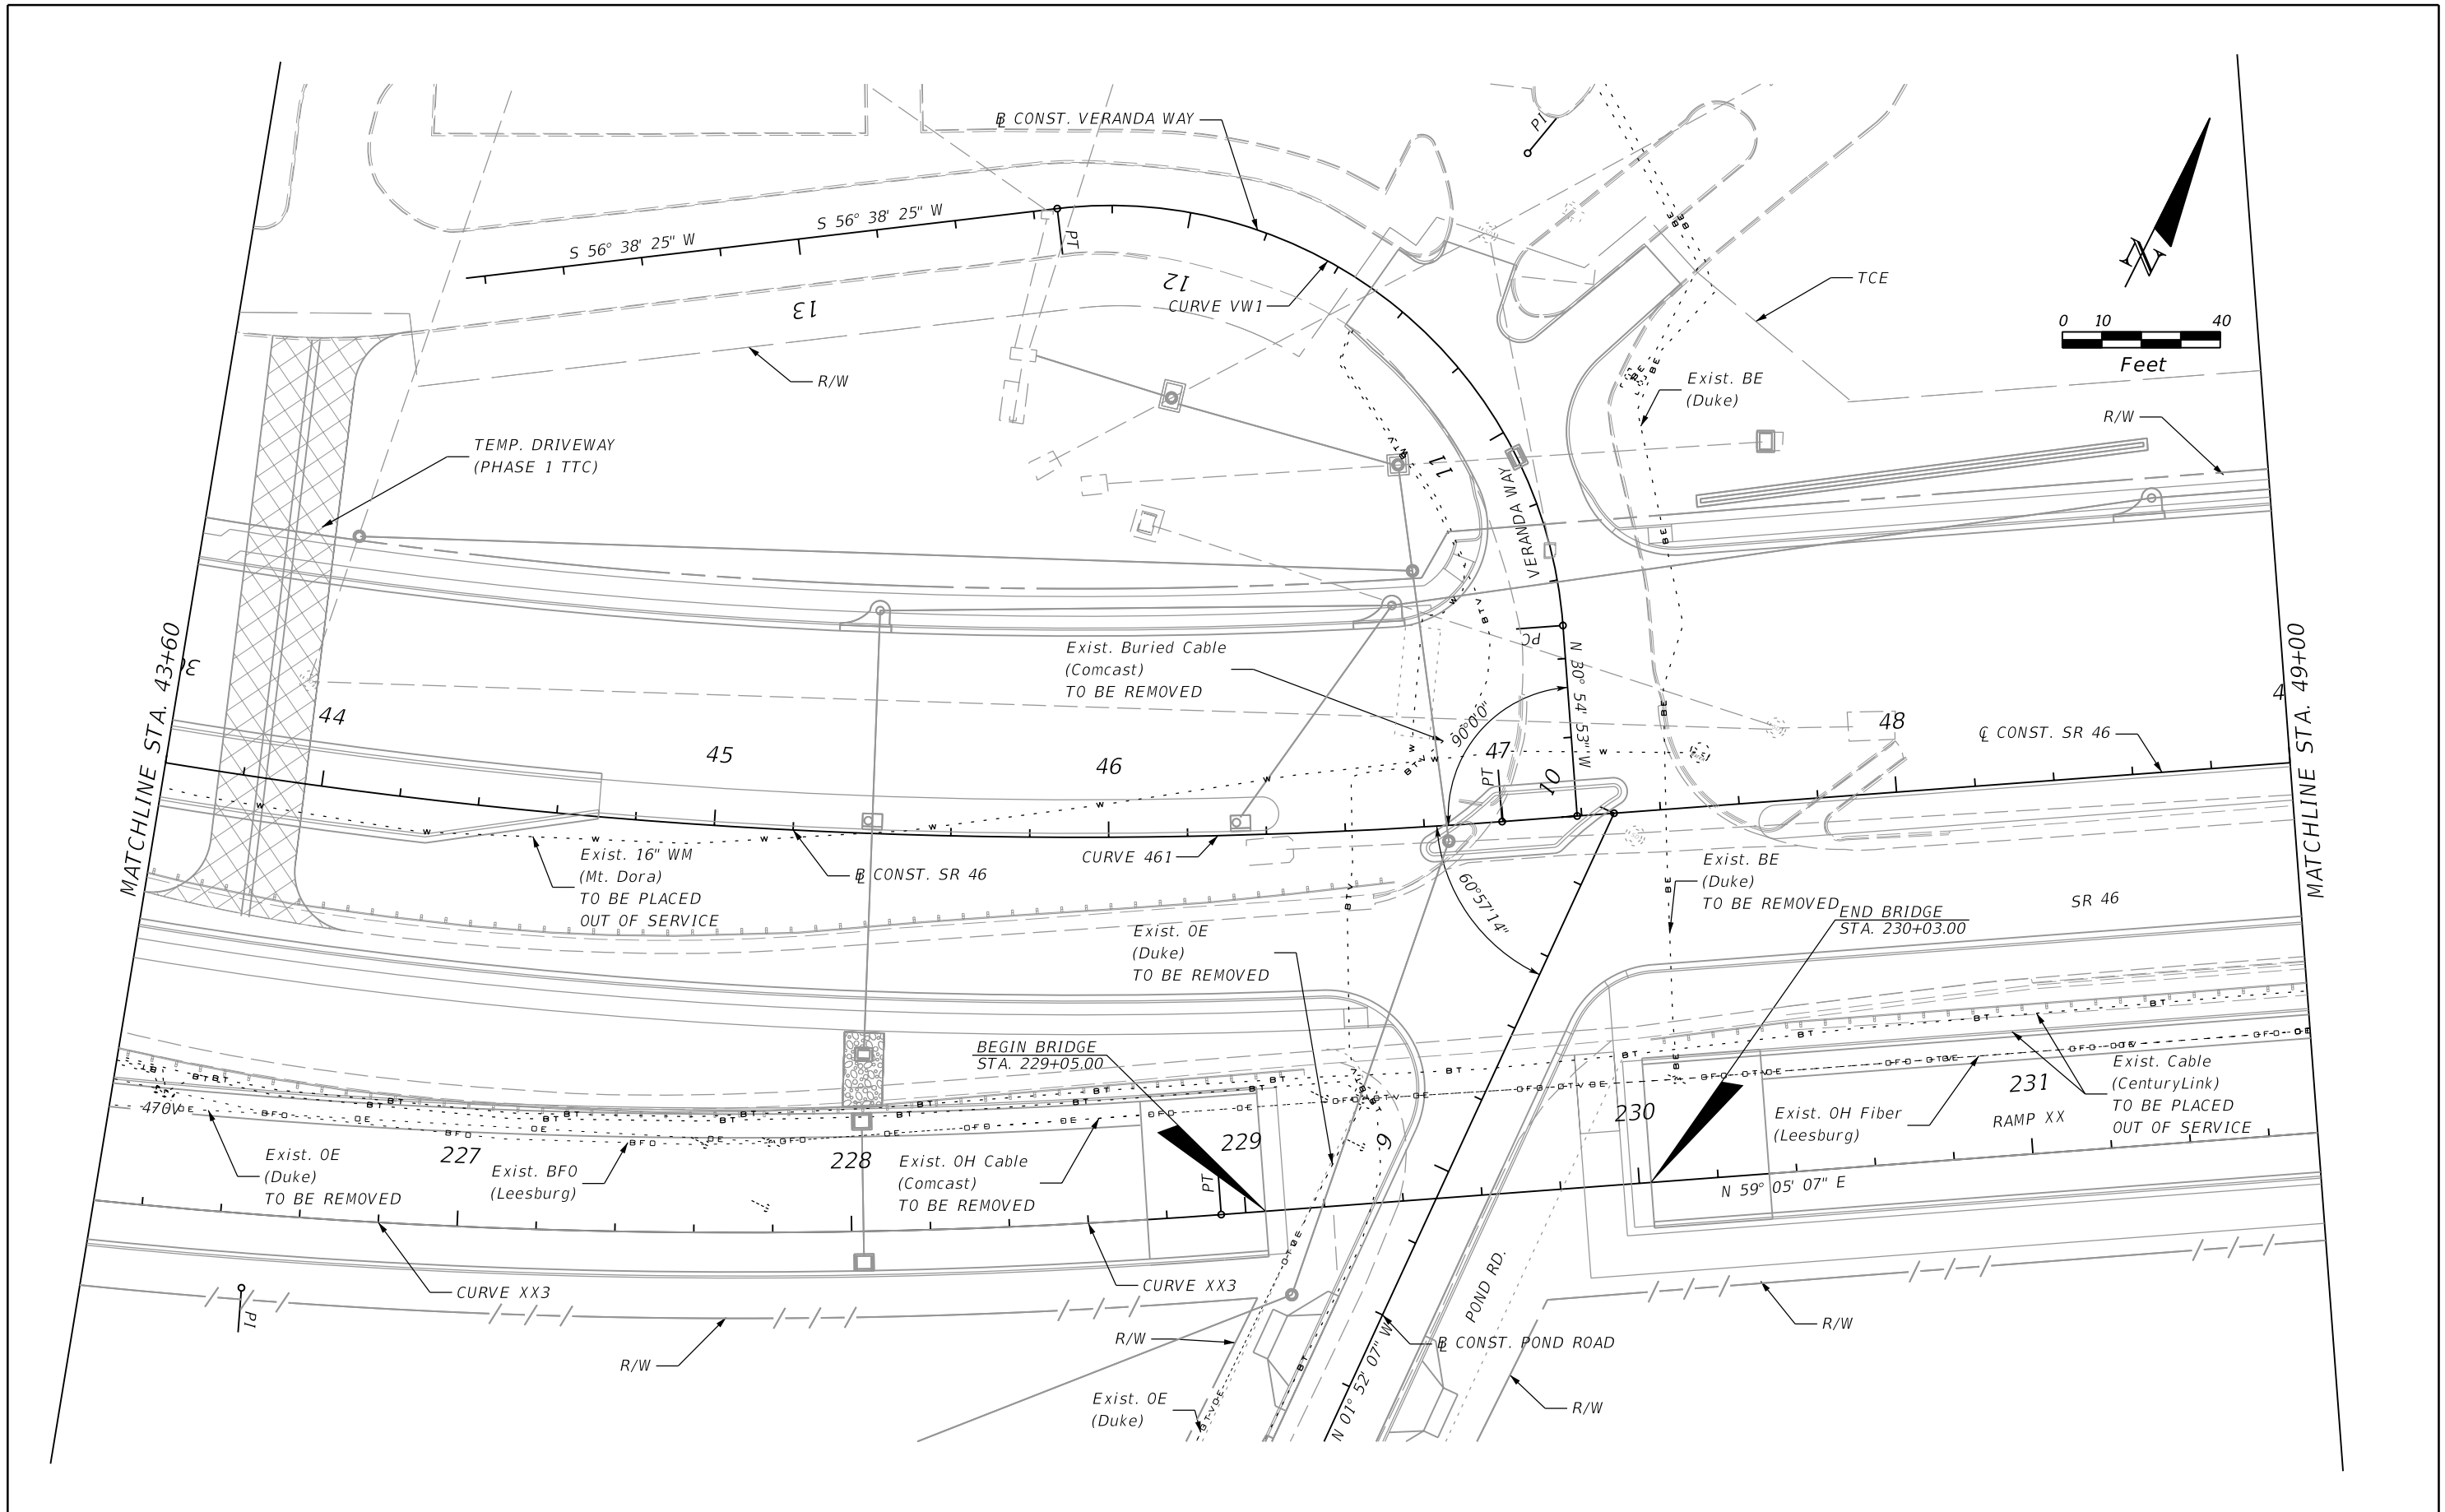 ℄ CONST. VERANDA WAY
PI
S 56° 38' 25" W
S 56° 38' 25" W
PT
12
CURVE VW1
13
TCE
N
0 10 40
Feet
R/W
Exist. BE
(Duke)
R/W
TEMP. DRIVEWAY
(PHASE 1 TTC)
11
VERANDA WAY
PC
MATCHLINE STA. 43+60
MATCHLINE STA. 49+00
Exist. Buried Cable
(Comcast)
TO BE REMOVED
N 30° 54' 53" W
90°0'0"
44
45
46
47
48
4
PT
10
℄ CONST. SR 46
Exist. 16" WM
(Mt. Dora)
TO BE PLACED
OUT OF SERVICE
℄ CONST. SR 46
CURVE 461
60°57'14"
Exist. BE
(Duke)
TO BE REMOVED
END BRIDGE
STA. 230+03.00
SR 46
Exist. OE
(Duke)
TO BE REMOVED
BEGIN BRIDGE
STA. 229+05.00
470V
Exist. OE
(Duke)
TO BE REMOVED
227
Exist. BFO
(Leesburg)
228
Exist. OH Cable
(Comcast)
TO BE REMOVED
229
PT
9
230
Exist. OH Fiber
(Leesburg)
231
RAMP XX
Exist. Cable
(CenturyLink)
TO BE PLACED
OUT OF SERVICE
N 59° 05' 07" E
CURVE XX3
CURVE XX3
PI
R/W
R/W
POND RD.
℄ CONST. POND ROAD
R/W
Exist. OE
(Duke)
N 01° 52' 07" W
R/W